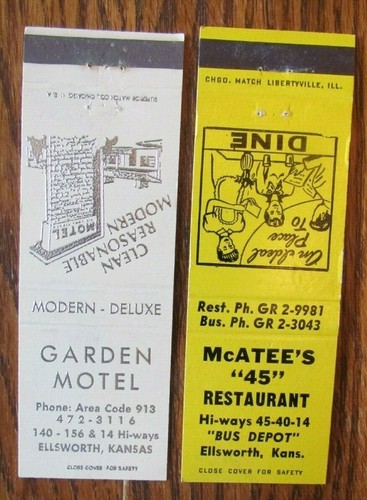 SUPERIOR MATCH CO., CHICAGO, U.S.A.
MOTEL
CLEAN
REASONABLE
MODERN
MODERN - DELUXE
GARDEN
MOTEL
Phone: Area Code 913
472-3116
140 - 156 & 14 Hi-ways
ELLSWORTH, KANSAS
CLOSE COVER FOR SAFETY
CHGO. MATCH LIBERTYVILLE, ILL.
An Ideal
Place
To
DINE
Rest. Ph. GR 2-9981
Bus. Ph. GR 2-3043
McATEE'S
"45"
RESTAURANT
Hi-ways 45-40-14
"BUS DEPOT"
Ellsworth, Kans.
CLOSE COVER FOR SAFETY